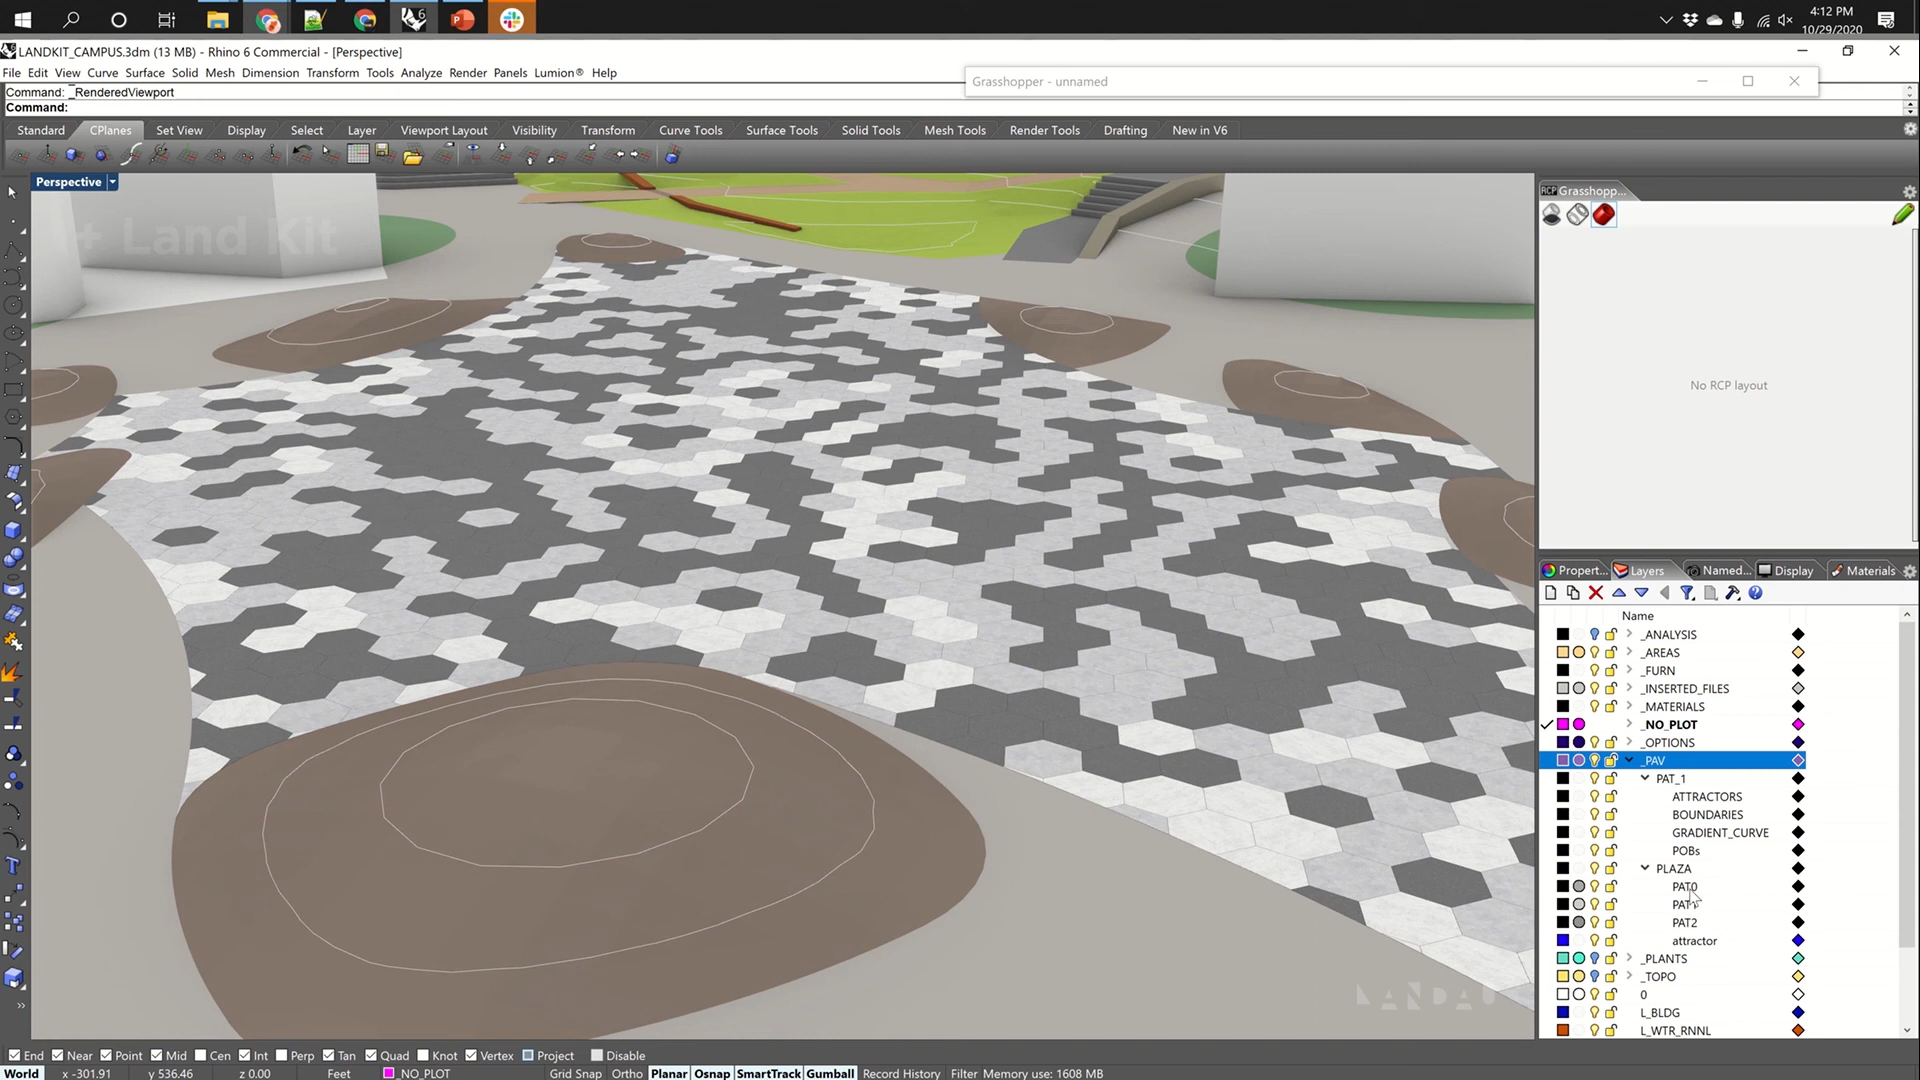 4:12 PM
10/29/2020
LANDKIT_CAMPUS.3dm (13 MB) - Rhino 6 Commercial - [Perspective]
File Edit View Curve Surface Solid Mesh Dimension Transform Tools Analyze Render Panels Lumion® Help
Grasshopper - unnamed
Command: _RenderedViewport
Command:
Standard CPlanes Set View Display Select Layer Viewport Layout Visibility Transform Curve Tools Surface Tools Solid Tools Mesh Tools Render Tools Drafting New in V6
Perspective
+ Land Kit
RCP Grasshopp...
No RCP layout
Propert... Layers Named... Display Materials
Name
_ANALYSIS
_AREAS
_FURN
_INSERTED_FILES
_MATERIALS
_NO_PLOT
_OPTIONS
_PAV
PAT_1
ATTRACTORS
BOUNDARIES
GRADIENT_CURVE
POBs
PLAZA
PAT0
PAT1
PAT2
attractor
_PLANTS
_TOPO
0
L_BLDG
L_WTR_RNNL
LANDAU
End Near Point Mid Cen Int Perp Tan Quad Knot Vertex Project Disable
World x -301.91 y 536.46 z 0.00 Feet _NO_PLOT Grid Snap Ortho Planar Osnap SmartTrack Gumball Record History Filter Memory use: 1608 MB